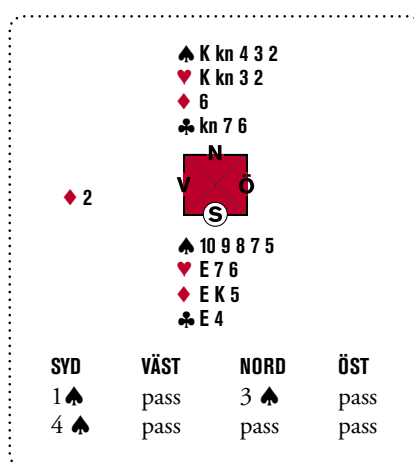 ♠ K kn 4 3 2
♥ K kn 3 2
♦ 6
♣ kn 7 6
N
♦ 2
V Ö
S
♠ 10 9 8 7 5
♥ E 7 6
♦ E K 5
♣ E 4
SYD VÄST NORD ÖST
1♠ pass 3 ♠ pass
4 ♠ pass pass pass